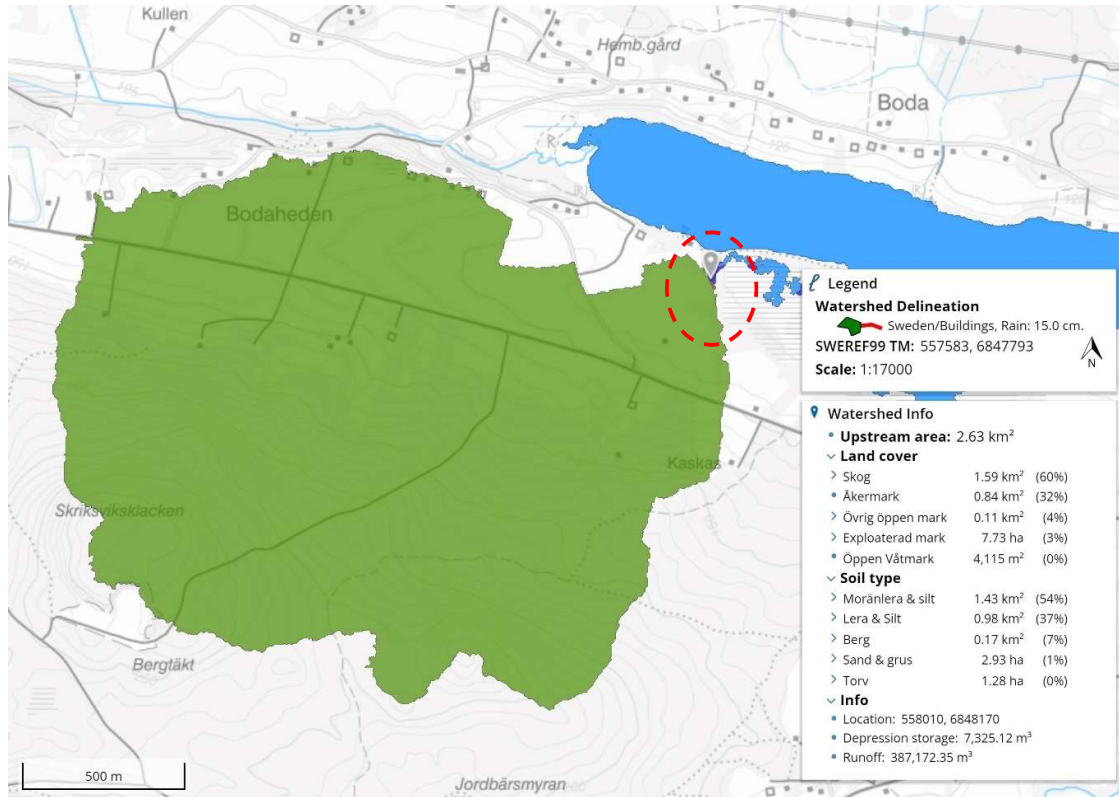 Kullen
Hemb.gård
Boda
Bodaheden
Kaskas
Skriksviksklacken
Bergtäkt
Jordbärsmyran
500 m
Legend
Watershed Delineation
Sweden/Buildings, Rain: 15.0 cm.
SWEREF99 TM: 557583, 6847793
Scale: 1:17000
N
Watershed Info
Upstream area: 2.63 km²
Land cover
Skog 1.59 km² (60%)
Åkermark 0.84 km² (32%)
Övrig öppen mark 0.11 km² (4%)
Exploaterad mark 7.73 ha (3%)
Öppen Våtmark 4,115 m² (0%)
Soil type
Moränlera & silt 1.43 km² (54%)
Lera & Silt 0.98 km² (37%)
Berg 0.17 km² (7%)
Sand & grus 2.93 ha (1%)
Torv 1.28 ha (0%)
Info
Location: 558010, 6848170
Depression storage: 7,325.12 m³
Runoff: 387,172.35 m³